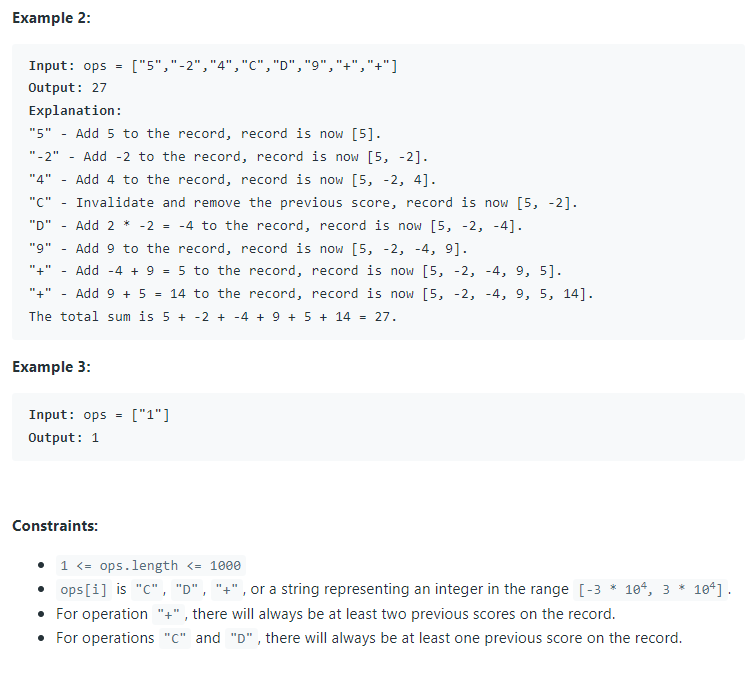 Example 2:
Input: ops = ["5","-2","4","C","D","9","+","+"]
Output: 27
Explanation:
"5" - Add 5 to the record, record is now [5].
"-2" - Add -2 to the record, record is now [5, -2].
"4" - Add 4 to the record, record is now [5, -2, 4].
"C" - Invalidate and remove the previous score, record is now [5, -2].
"D" - Add 2 * -2 = -4 to the record, record is now [5, -2, -4].
"9" - Add 9 to the record, record is now [5, -2, -4, 9].
"+" - Add -4 + 9 = 5 to the record, record is now [5, -2, -4, 9, 5].
"+" - Add 9 + 5 = 14 to the record, record is now [5, -2, -4, 9, 5, 14].
The total sum is 5 + -2 + -4 + 9 + 5 + 14 = 27.
Example 3:
Input: ops = ["1"]
Output: 1
Constraints:
• 1 <= ops.length <= 1000
• ops[i] is "C", "D", "+", or a string representing an integer in the range [-3 * 10⁴, 3 * 10⁴].
• For operation "+", there will always be at least two previous scores on the record.
• For operations "C" and "D", there will always be at least one previous score on the record.